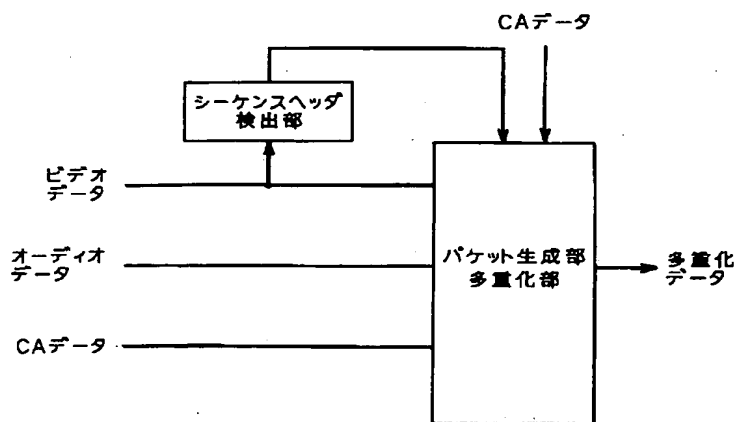 CAデータ
シーケンスヘッダ
検出部
ビデオ
データ
オーディオ
データ
CAデータ
パケット生成部
多重化部
多重化
データ